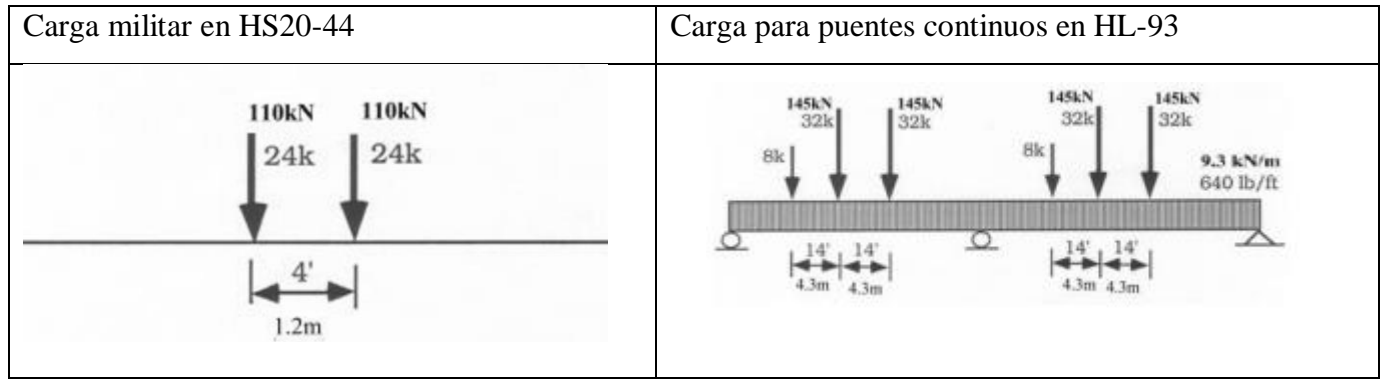 Carga militar en HS20-44
Carga para puentes continuos en HL-93
110kN 110kN
24k 24k
4'
1.2m
145kN 145kN 145kN 145kN
32k 32k 32k 32k
8k 8k
9.3 kN/m
640 lb/ft
14' 14' 14' 14'
4.3m 4.3m 4.3m 4.3m